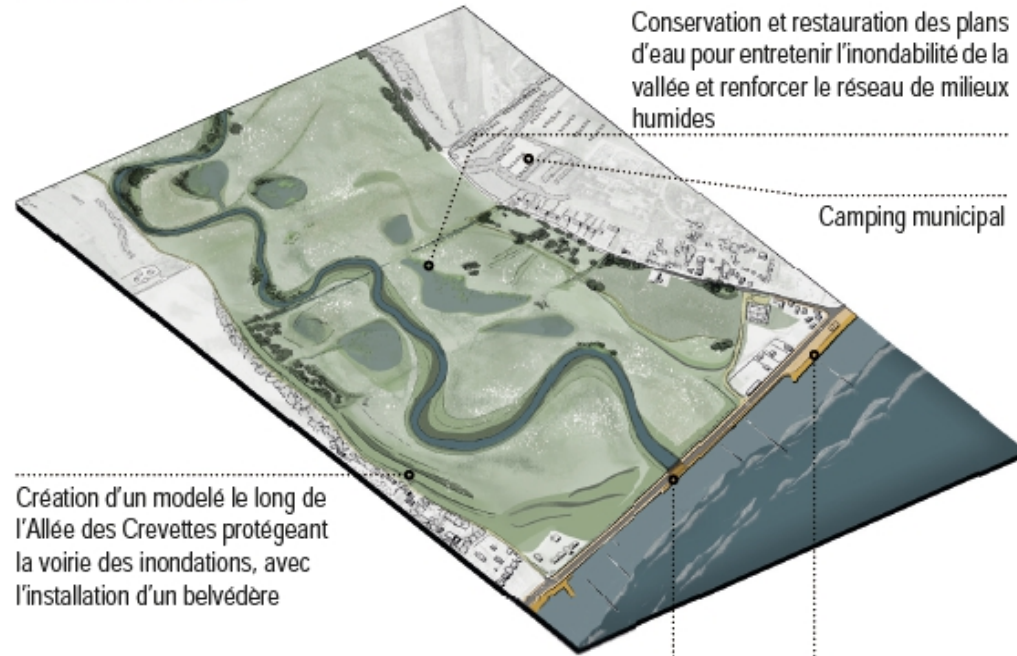 Conservation et restauration des plans
d'eau pour entretenir l'inondabilité de la
vallée et renforcer le réseau de milieux
humides
Camping municipal
Création d'un modelé le long de
l'Allée des Crevettes protégeant
la voirie des inondations, avec
l'installation d'un belvédère